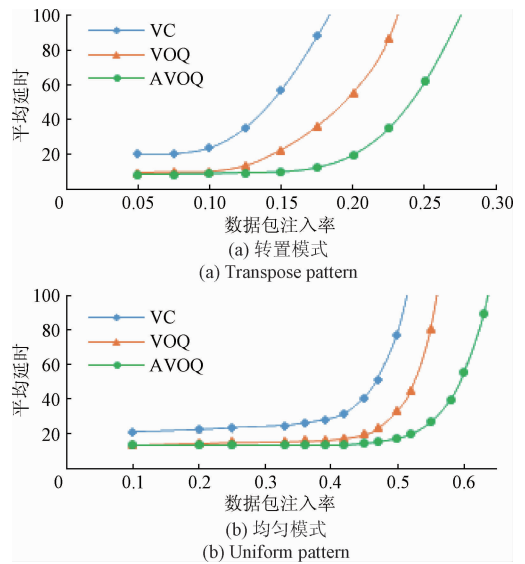 100
80
60
40
20
0
平均延时
VC
VOQ
AVOQ
0.05 0.10 0.15 0.20 0.25 0.30
数据包注入率
(a) 转置模式
(a) Transpose pattern
100
80
60
40
20
0
平均延时
VC
VOQ
AVOQ
0.1 0.2 0.3 0.4 0.5 0.6
数据包注入率
(b) 均匀模式
(b) Uniform pattern